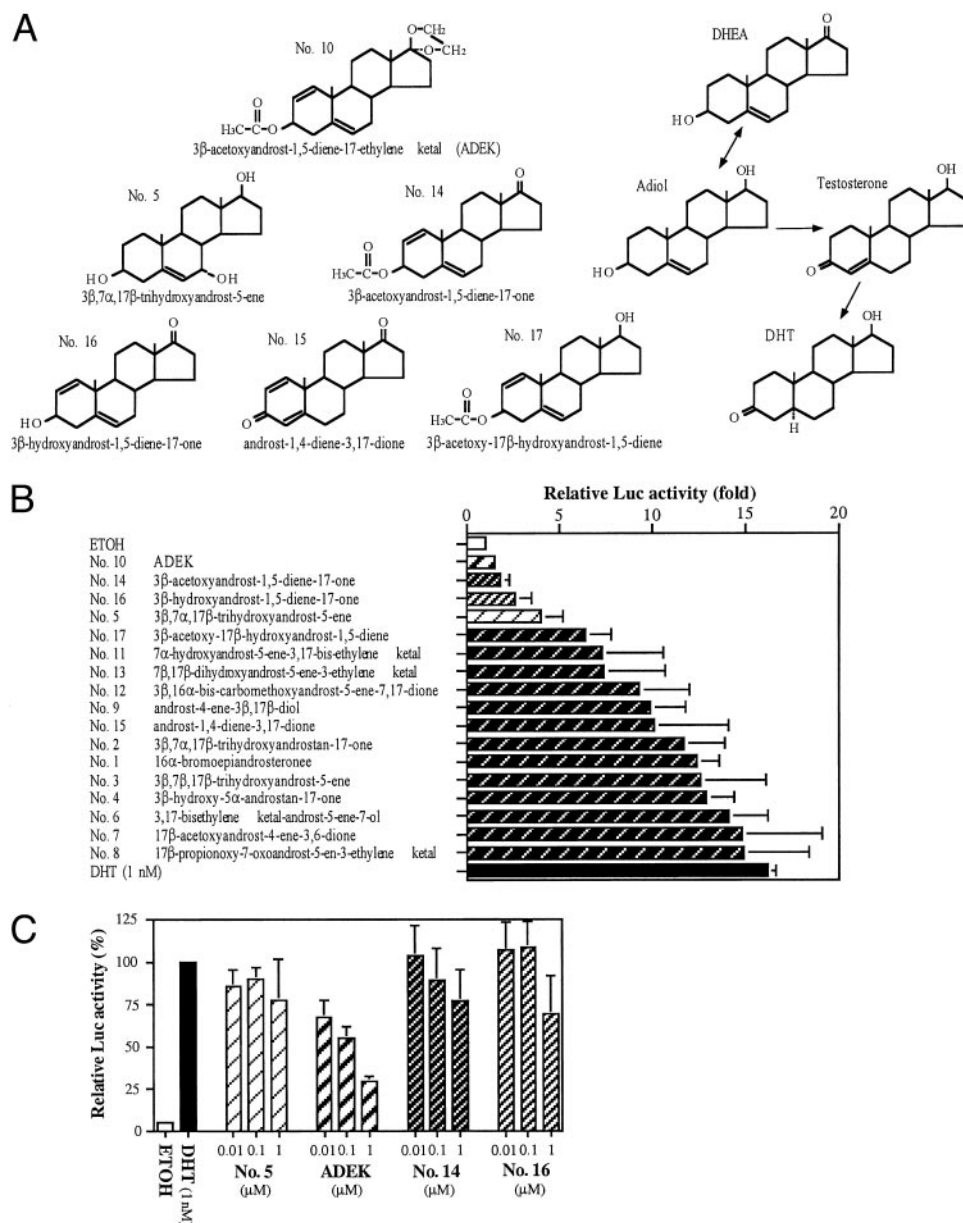 A
No. 10
O—CH₂
O—CH₂
O
H₃C—C—O
3β-acetoxyandrost-1,5-diene-17-ethylene ketal (ADEK)
DHEA
O
HO
No. 5
OH
HO
OH
3β,7α,17β-trihydroxyandrost-5-ene
No. 14
O
O
H₃C—C—O
3β-acetoxyandrost-1,5-diene-17-one
Adiol
OH
HO
Testosterone
OH
O
No. 16
O
HO
3β-hydroxyandrost-1,5-diene-17-one
No. 15
O
O
androst-1,4-diene-3,17-dione
No. 17
OH
O
H₃C—C—O
3β-acetoxy-17β-hydroxyandrost-1,5-diene
DHT
OH
O
H
B
Relative Luc activity (fold)
0 5 10 15 20
ETOH
No. 10 ADEK
No. 14 3β-acetoxyandrost-1,5-diene-17-one
No. 16 3β-hydroxyandrost-1,5-diene-17-one
No. 5 3β,7α,17β-trihydroxyandrost-5-ene
No. 17 3β-acetoxy-17β-hydroxyandrost-1,5-diene
No. 11 7α-hydroxyandrost-5-ene-3,17-bis-ethylene ketal
No. 13 7β,17β-dihydroxyandrost-5-ene-3-ethylene ketal
No. 12 3β,16α-bis-carbomethoxyandrost-5-ene-7,17-dione
No. 9 androst-4-ene-3β,17β-diol
No. 15 androst-1,4-diene-3,17-dione
No. 2 3β,7α,17β-trihydroxyandrostan-17-one
No. 1 16α-bromoepiandrosteronee
No. 3 3β,7β,17β-trihydroxyandrost-5-ene
No. 4 3β-hydroxy-5α-androstan-17-one
No. 6 3,17-bisethylene ketal-androst-5-ene-7-ol
No. 7 17β-acetoxyandrost-4-ene-3,6-dione
No. 8 17β-propionoxy-7-oxoandrost-5-en-3-ethylene ketal
DHT (1 nM)
C
Relative Luc activity (%)
125
100
75
50
25
0
ETOH
DHT (1nM)
0.01 0.1 1 0.01 0.1 1 0.01 0.1 1 0.01 0.1 1
No. 5 ADEK No. 14 No. 16
(μM) (μM) (μM) (μM)